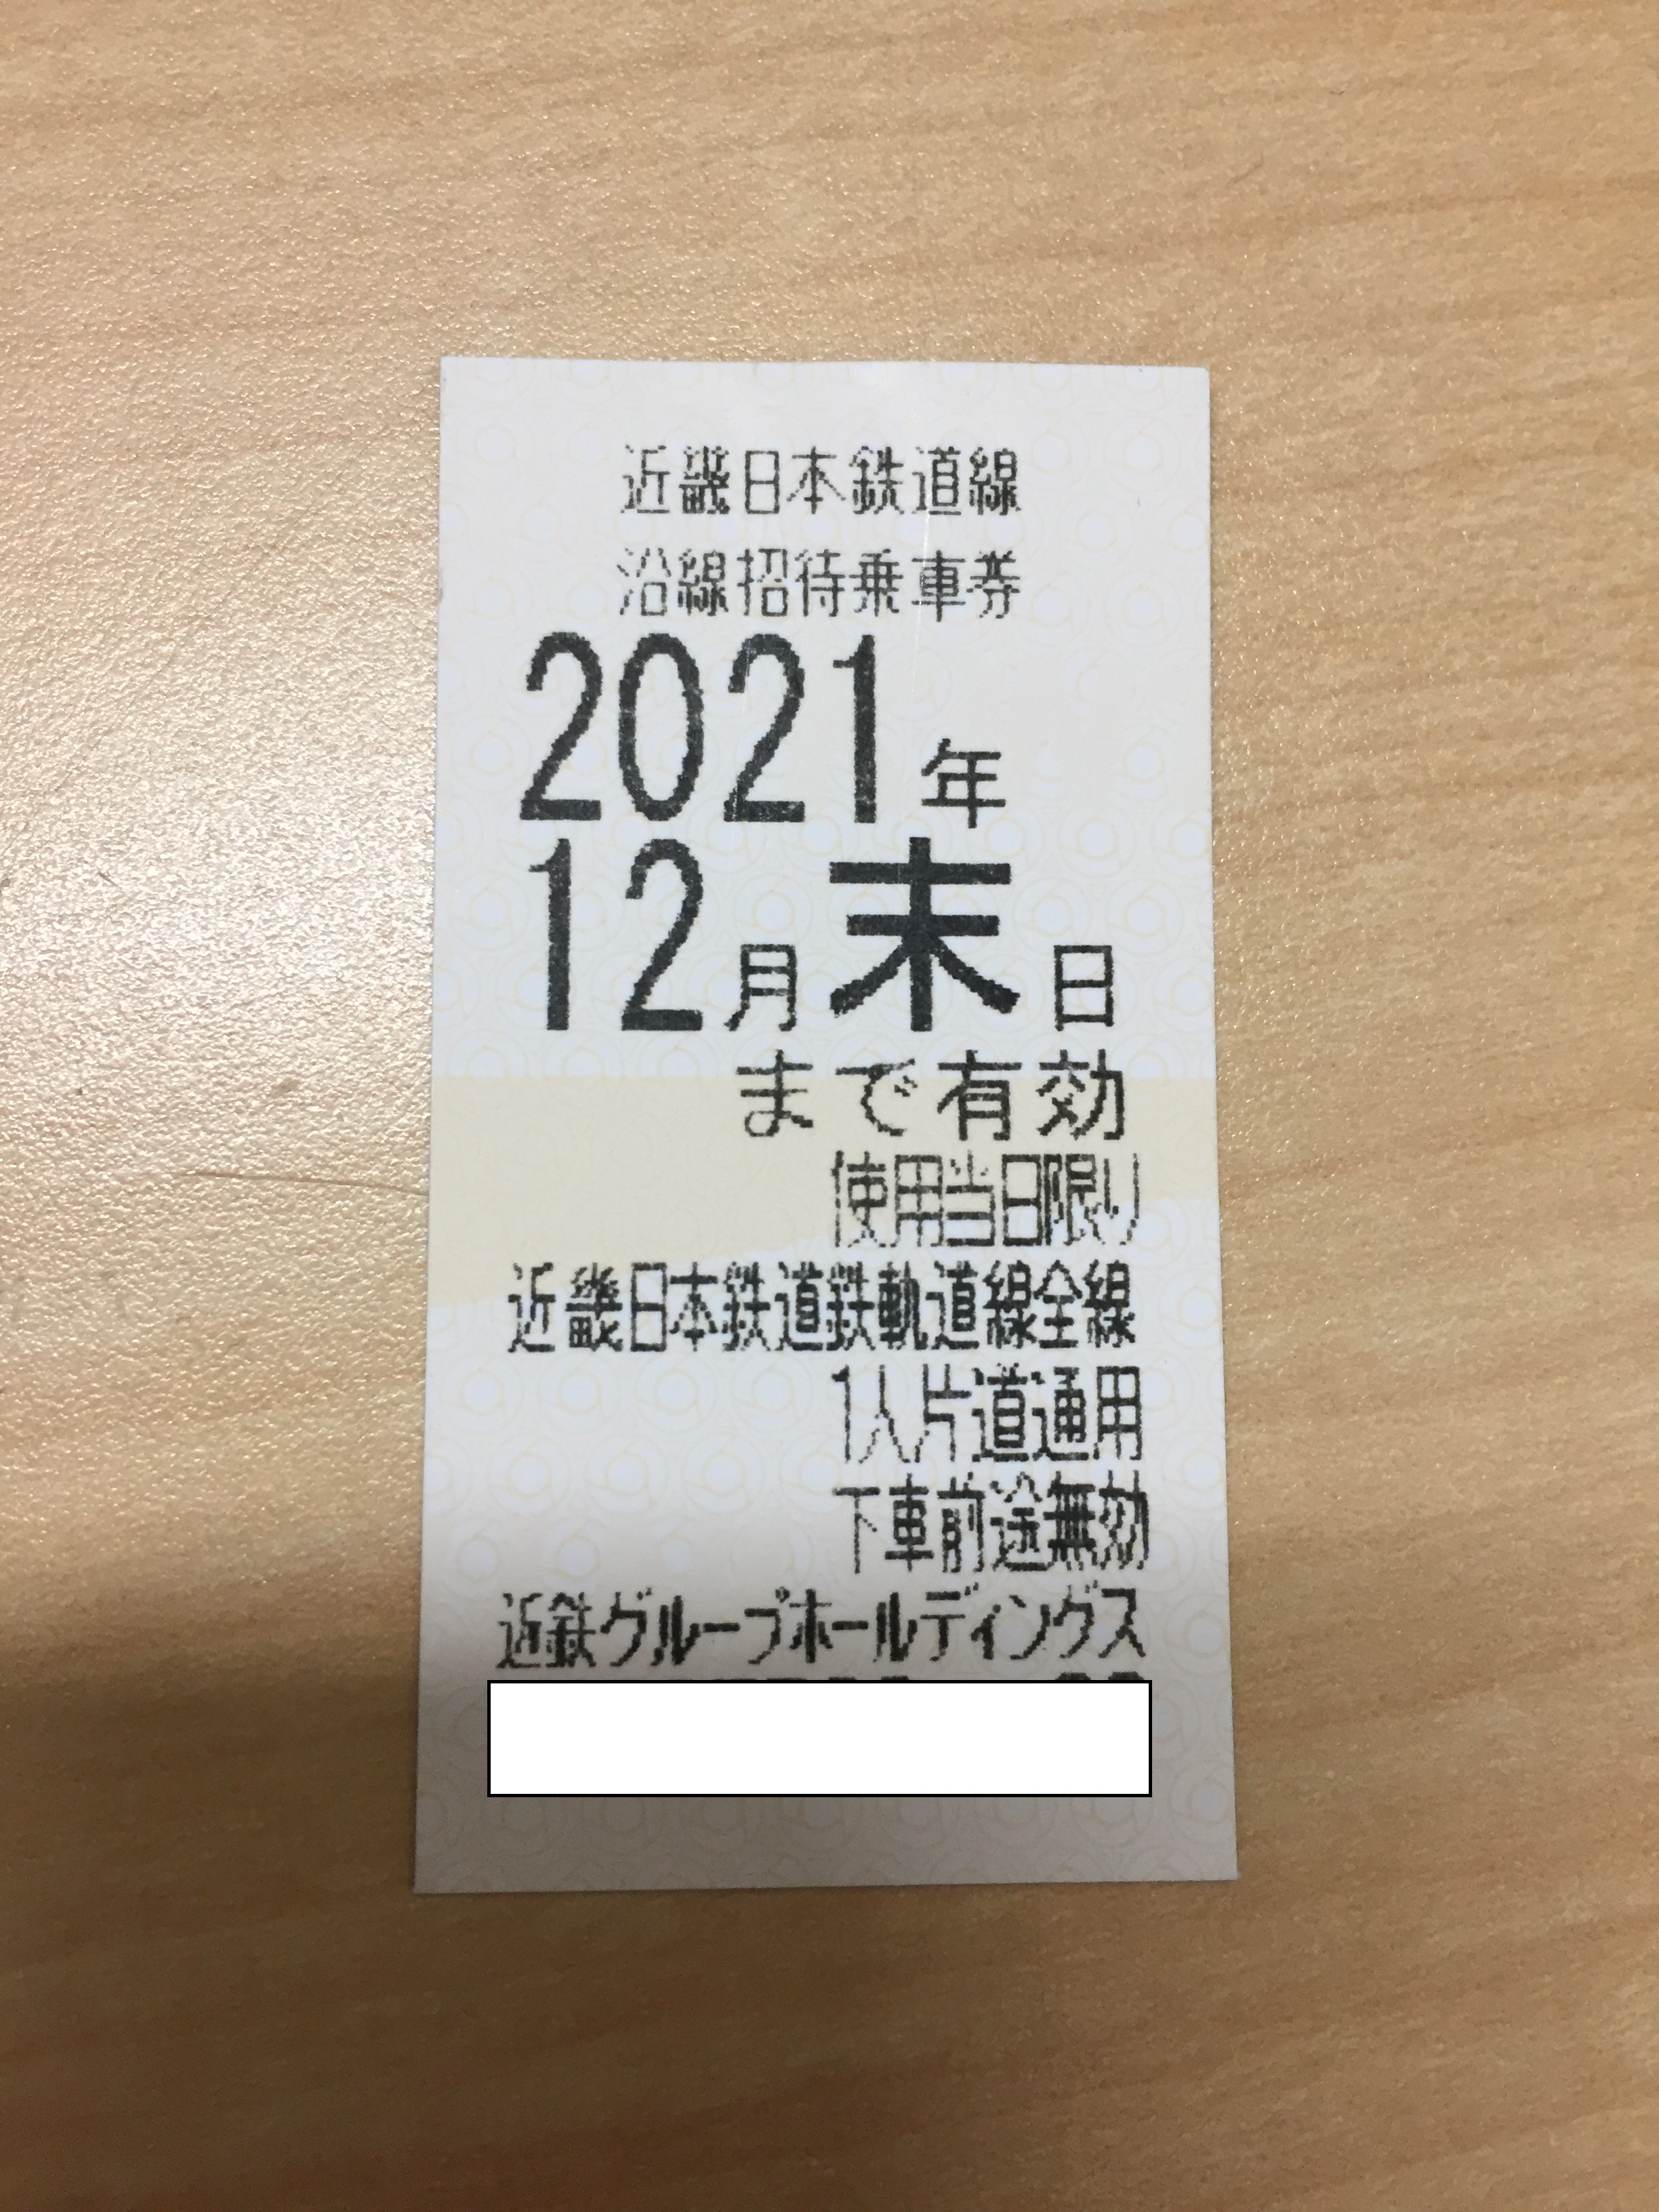 近畿日本鉄道線
沿線招待乗車券
2021年
12月末日
まで有効
使用当日限り
近畿日本鉄道鉄軌道線全線
1人片道通用
下車前途無効
近鉄グループホールディングス